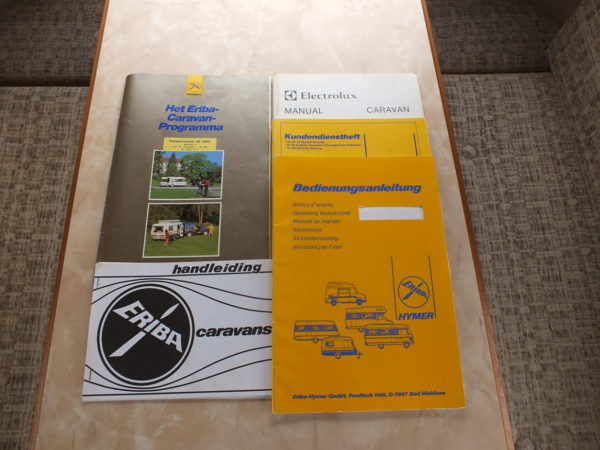 Het Eriba-
Caravan-
Programma
handleiding
ERIBA
caravans
Electrolux
MANUAL CARAVAN
Kundendienstheft
Bedienungsanleitung
Notice d'emploi
Operating instructions
Manual de manejo
Käyttöohje
Skötselanvisning
Istruzioni per l'uso
ERIBA
HYMER
Eriba Hymer GmbH, Postfach 1140, D-7967 Bad Waldsee